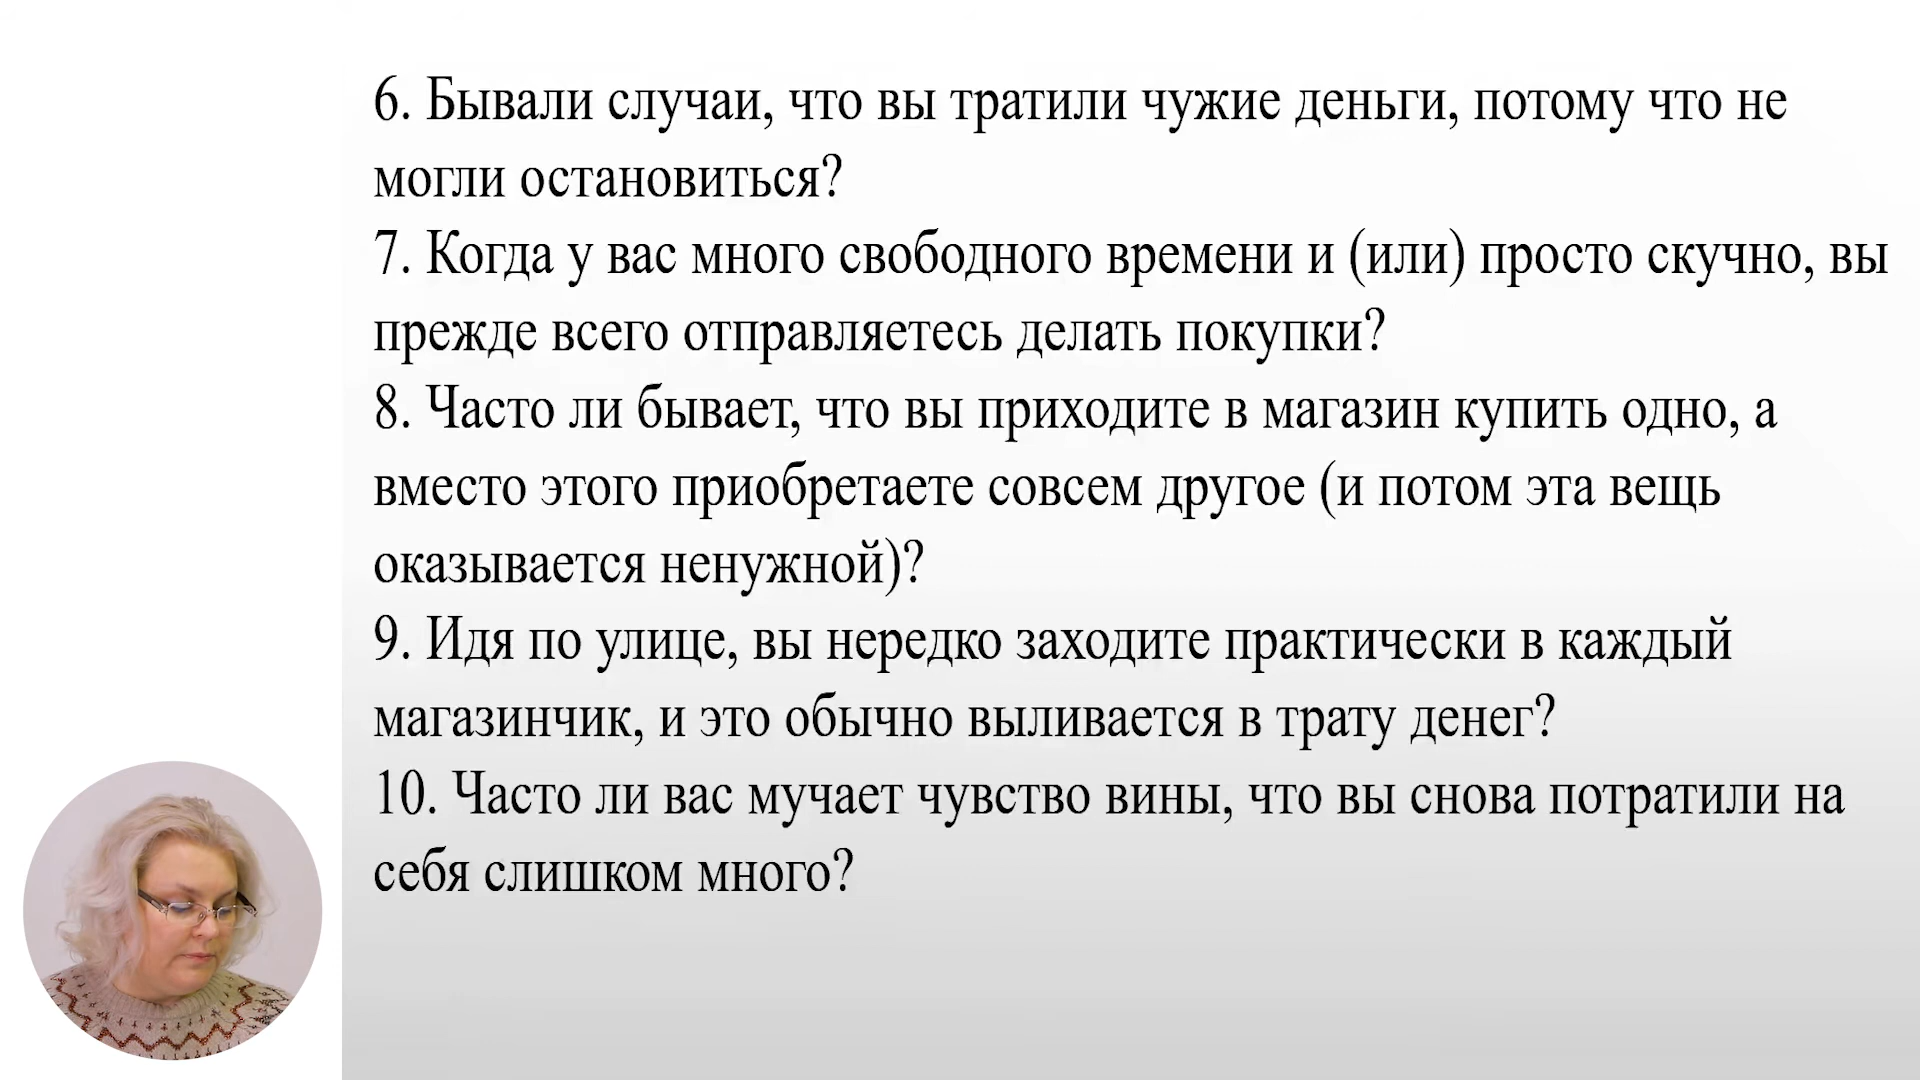 6. Бывали случаи, что вы тратили чужие деньги, потому что не
могли остановиться?
7. Когда у вас много свободного времени и (или) просто скучно, вы
прежде всего отправляетесь делать покупки?
8. Часто ли бывает, что вы приходите в магазин купить одно, а
вместо этого приобретаете совсем другое (и потом эта вещь
оказывается ненужной)?
9. Идя по улице, вы нередко заходите практически в каждый
магазинчик, и это обычно выливается в трату денег?
10. Часто ли вас мучает чувство вины, что вы снова потратили на
себя слишком много?